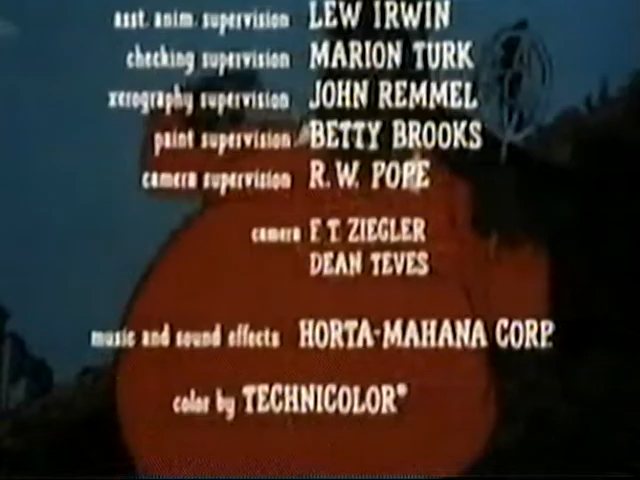 asst. anim. supervision LEW IRWIN
checking supervision MARION TURK
xerography supervision JOHN REMMEL
paint supervision BETTY BROOKS
camera supervision R. W. POPE
camera F. T. ZIEGLER
DEAN TEVES
music and sound effects HORTA-MAHANA CORP.
color by TECHNICOLOR®